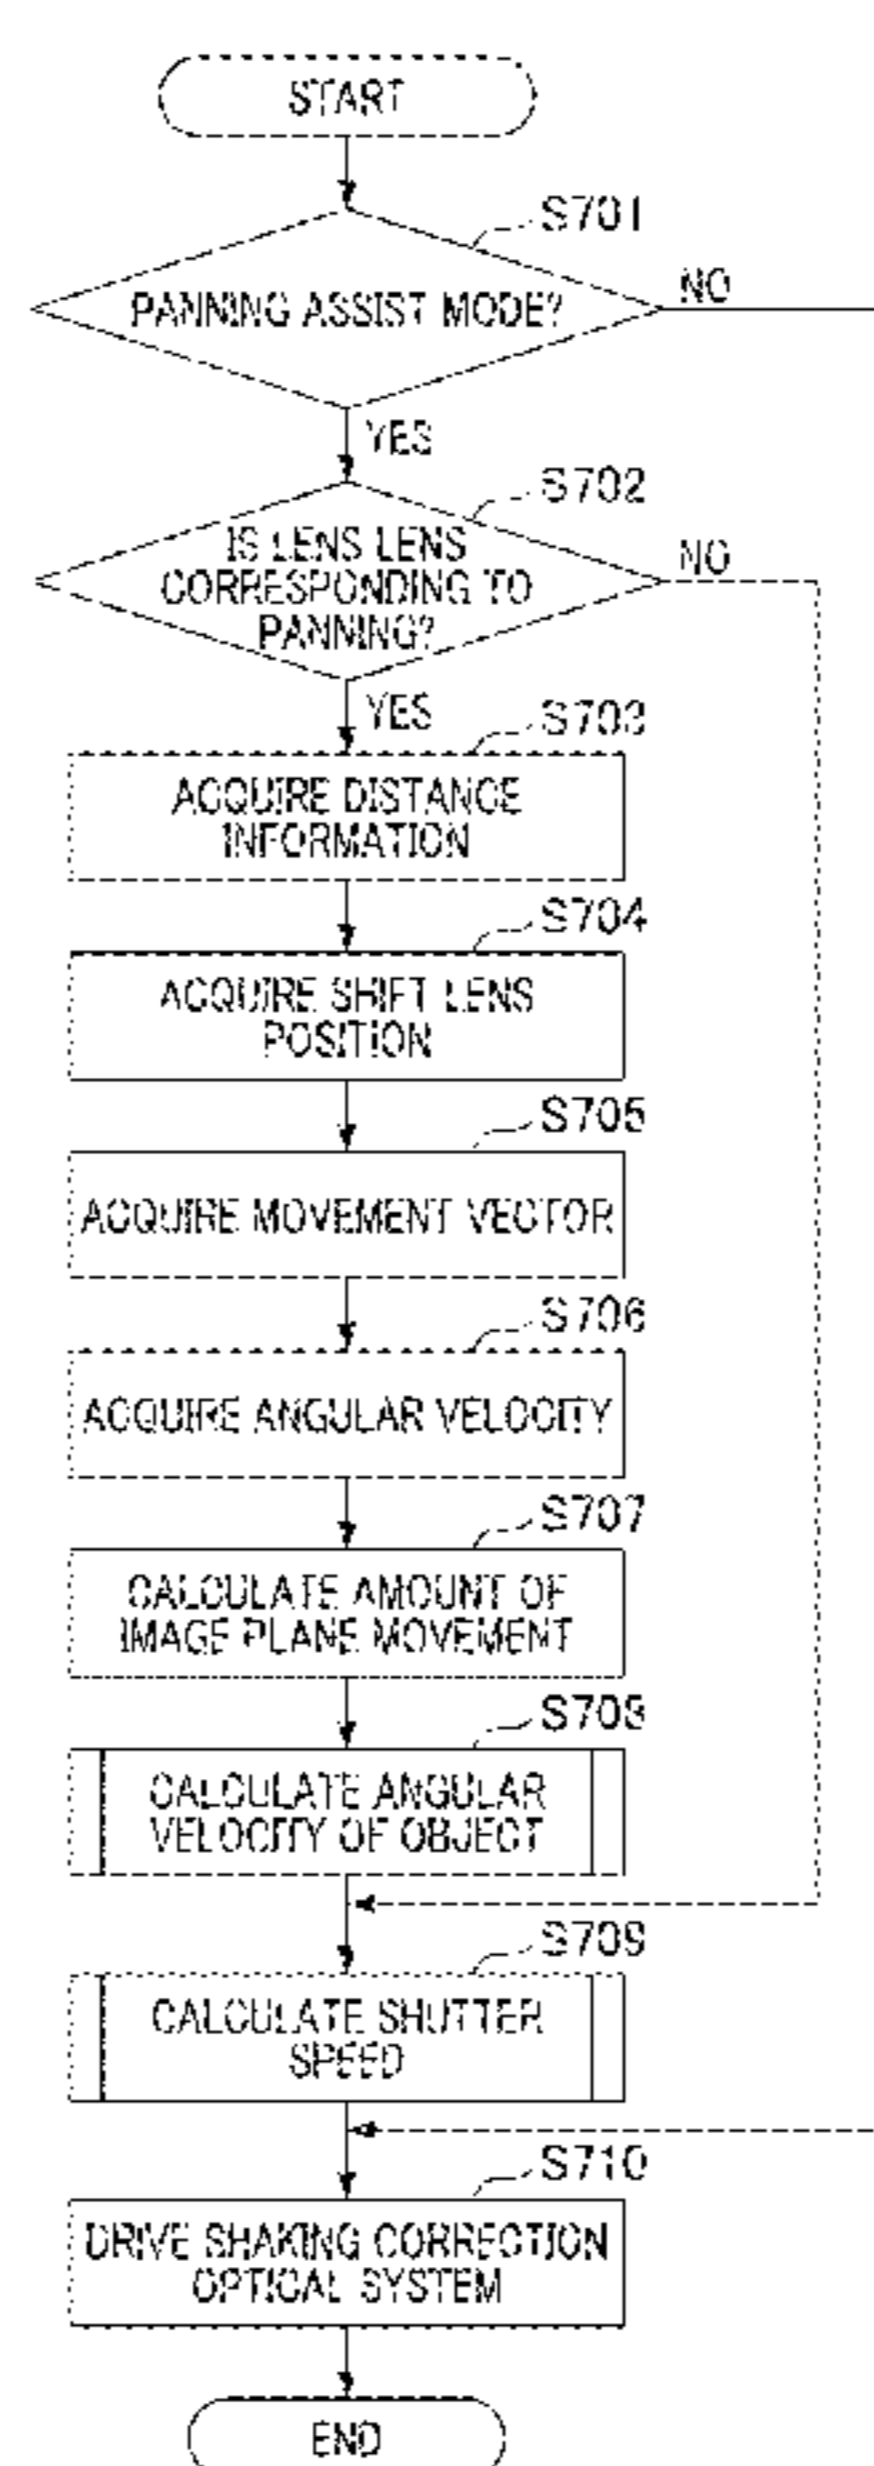 START
S701
PANNING ASSIST MODE?
NO
YES
S702
IS LENS LENS
CORRESPONDING TO
PANNING?
NO
YES
S703
ACQUIRE DISTANCE
INFORMATION
S704
ACQUIRE SHIFT LENS
POSITION
S705
ACQUIRE MOVEMENT VECTOR
S706
ACQUIRE ANGULAR VELOCITY
S707
CALCULATE AMOUNT OF
IMAGE PLANE MOVEMENT
S708
CALCULATE ANGULAR
VELOCITY OF OBJECT
S709
CALCULATE SHUTTER
SPEED
S710
DRIVE SHAKING CORRECTION
OPTICAL SYSTEM
END